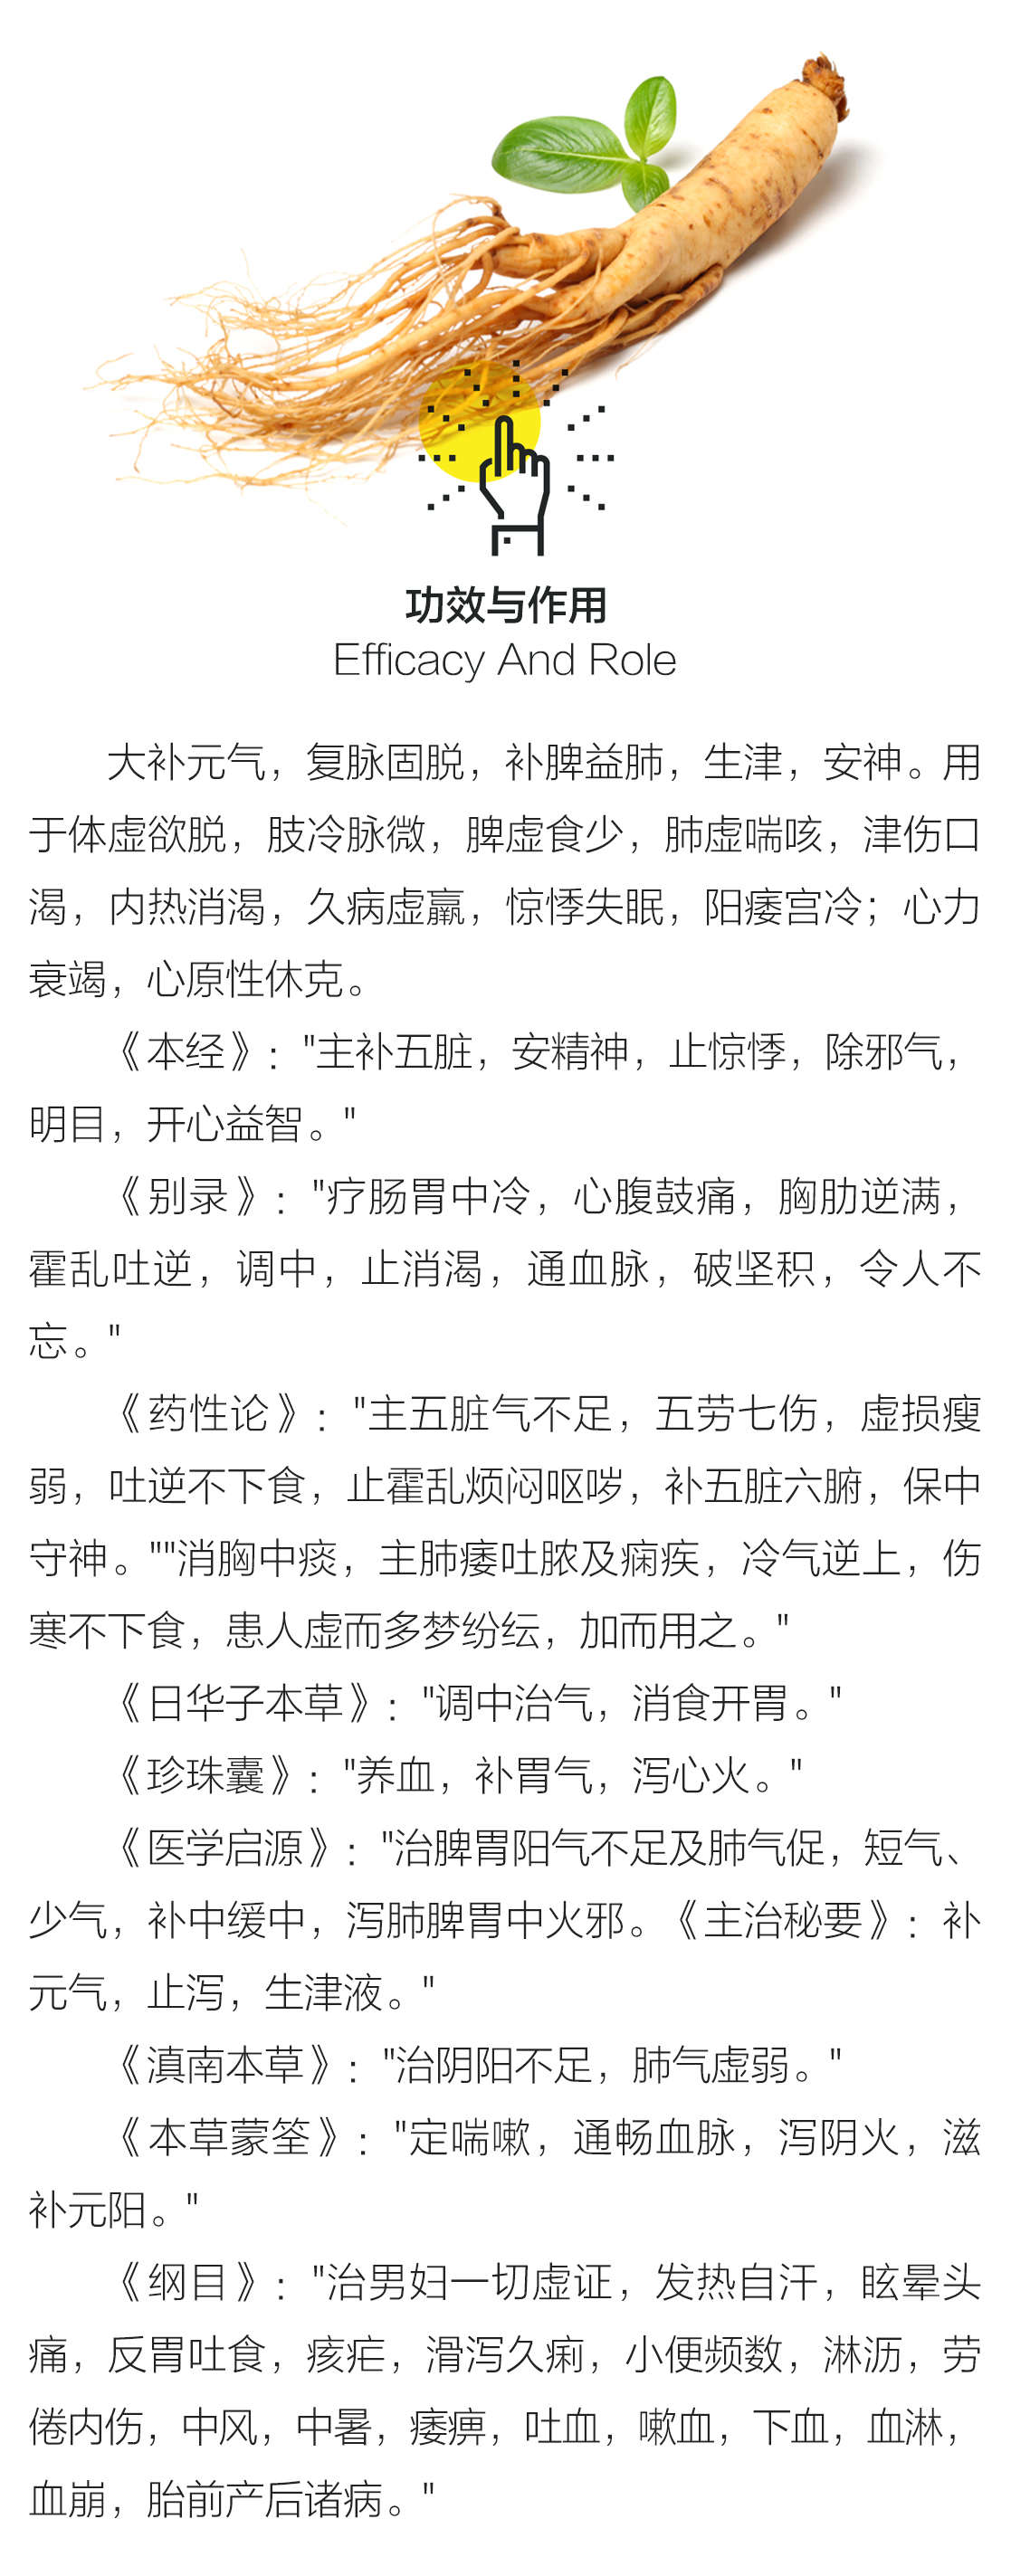 功效与作用
Efficacy And Role
大补元气，复脉固脱，补脾益肺，生津，安神。用
于体虚欲脱，肢冷脉微，脾虚食少，肺虚喘咳，津伤口
渴，内热消渴，久病虚羸，惊悸失眠，阳痿宫冷；心力
衰竭，心原性休克。
《本经》："主补五脏，安精神，止惊悸，除邪气，
明目，开心益智。"
《别录》："疗肠胃中冷，心腹鼓痛，胸肋逆满，
霍乱吐逆，调中，止消渴，通血脉，破坚积，令人不
忘。"
《药性论》："主五脏气不足，五劳七伤，虚损瘦
弱，吐逆不下食，止霍乱烦闷呕哕，补五脏六腑，保中
守神。""消胸中痰，主肺痿吐脓及痫疾，冷气逆上，伤
寒不下食，患人虚而多梦纷纭，加而用之。"
《日华子本草》："调中治气，消食开胃。"
《珍珠囊》："养血，补胃气，泻心火。"
《医学启源》："治脾胃阳气不足及肺气促，短气、
少气，补中缓中，泻肺脾胃中火邪。《主治秘要》：补
元气，止泻，生津液。"
《滇南本草》："治阴阳不足，肺气虚弱。"
《本草蒙筌》："定喘嗽，通畅血脉，泻阴火，滋
补元阳。"
《纲目》："治男妇一切虚证，发热自汗，眩晕头
痛，反胃吐食，痎疟，滑泻久痢，小便频数，淋沥，劳
倦内伤，中风，中暑，痿痹，吐血，嗽血，下血，血淋，
血崩，胎前产后诸病。"